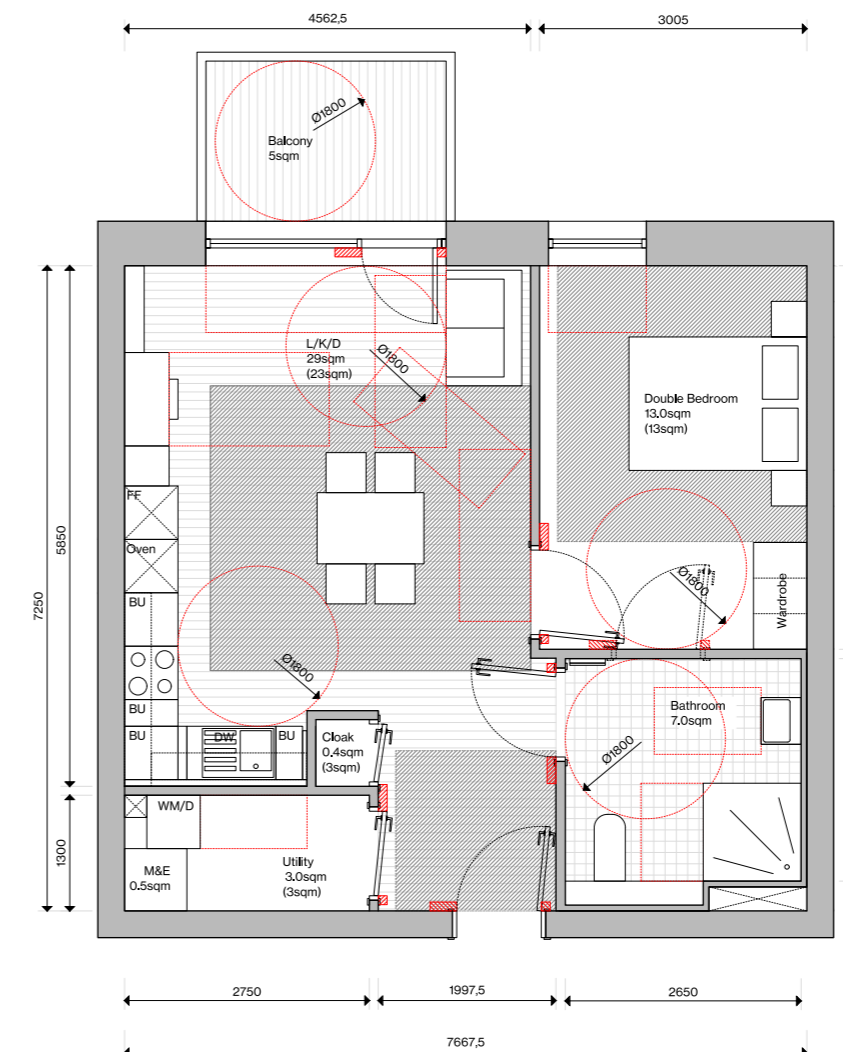 4562,5
3005
Ø1800
Balcony
5sqm
L/K/D
29sqm
(23sqm)
Ø1800
Double Bedroom
13.0sqm
(13sqm)
FF
Oven
5850
7250
BU
Ø1800
Wardrobe
Ø1800
BU
BU
DW
BU
Cloak
0.4sqm
(3sqm)
Bathroom
7.0sqm
Ø1800
WM/D
1300
M&E
0.5sqm
Utility
3.0sqm
(3sqm)
2750
1997,5
2650
7667,5